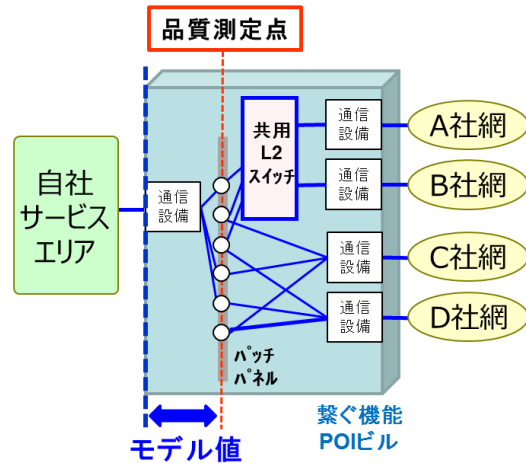 品質測定点
自社
サービス
エリア
通信
設備
共用
L2
スイッチ
通信
設備
通信
設備
通信
設備
通信
設備
A社網
B社網
C社網
D社網
ﾊﾟｯﾁ
ﾊﾟﾈﾙ
モデル値
繋ぐ機能
POIビル